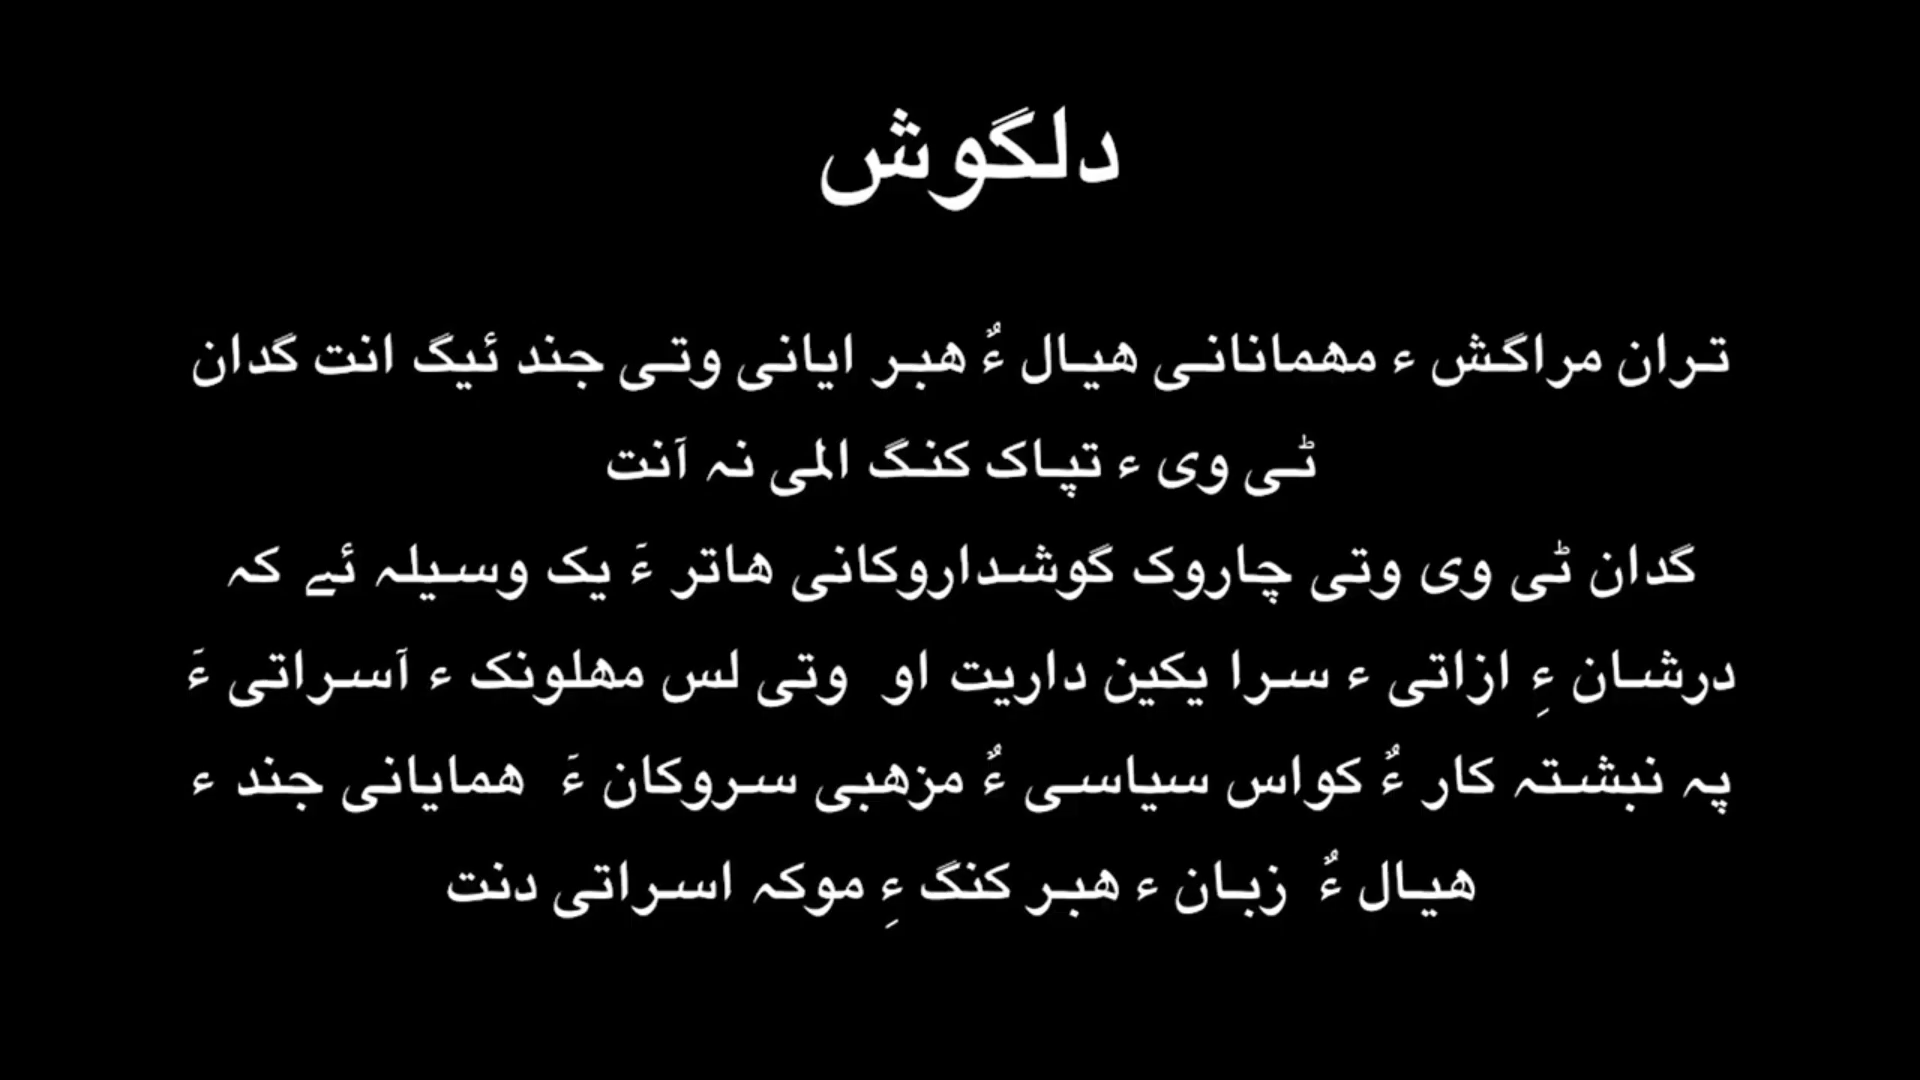 دلگوش
تران مراگش ء مهمانانی هیال ءُ هبر ایانی وتی جند ئیگ انت گدان
ٹی وی ء تپاک کنگ المی نہ آنت
گدان ٹی وی وتی چاروک گوشداروکانی هاتر ءَ یک وسیلہ ئے کہ
درشان ءِ ازاتی ء سرا یکین داریت او وتی لس مهلونک ء آسراتی ءَ
پہ نبشتہ کار ءُ کواس سیاسی ءُ مزهبی سروکان ءَ همایانی جند ء
هیال ءُ زبان ء هبر کنگ ءِ موکہ اسراتی دنت